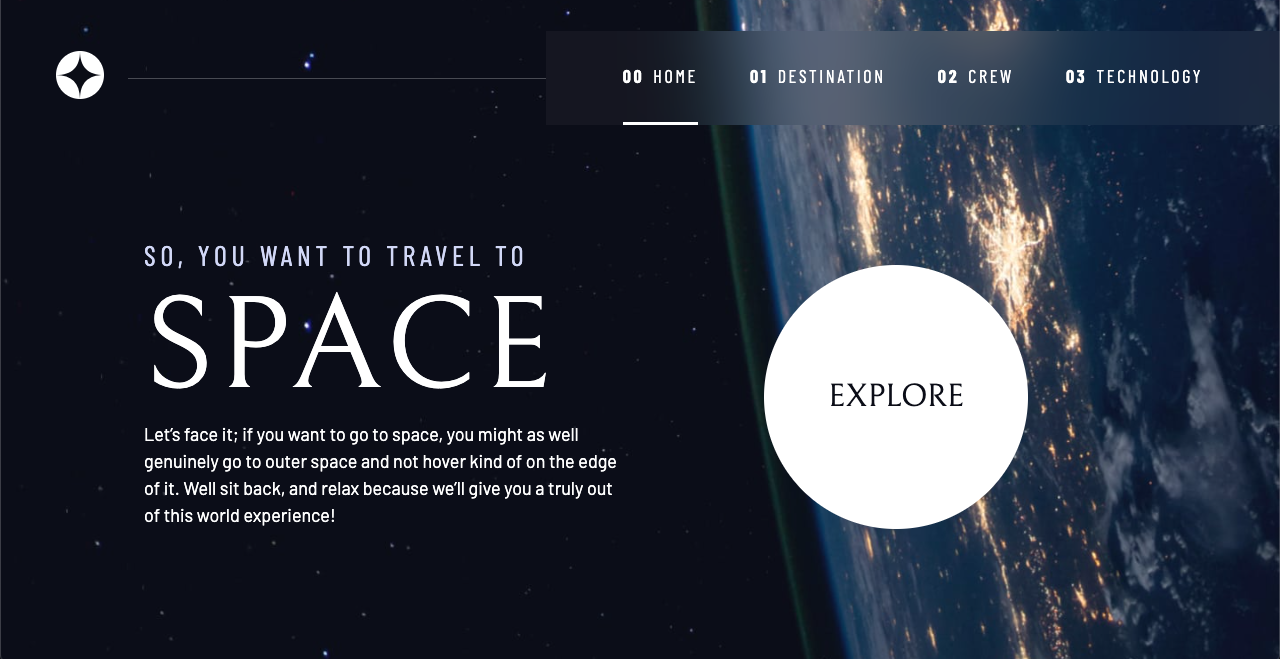 00 HOME 01 DESTINATION 02 CREW 03 TECHNOLOGY
SO, YOU WANT TO TRAVEL TO
SPACE
Let’s face it; if you want to go to space, you might as well
genuinely go to outer space and not hover kind of on the edge
of it. Well sit back, and relax because we’ll give you a truly out
of this world experience!
EXPLORE